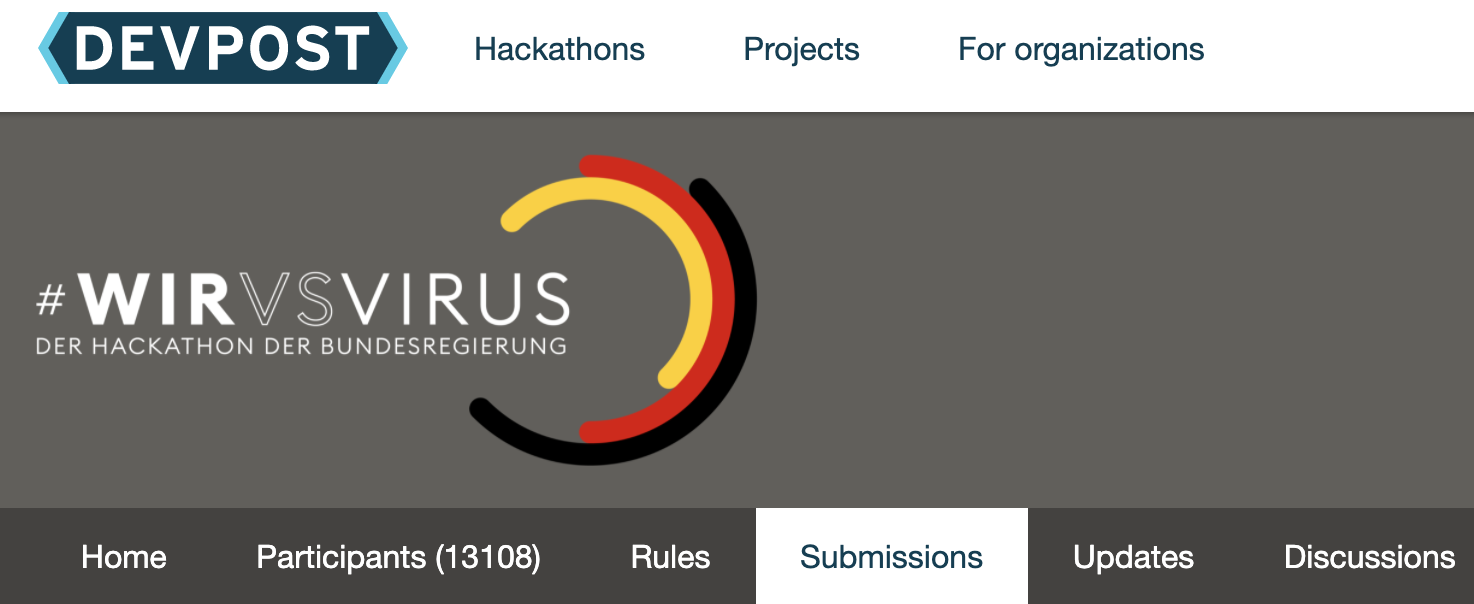 DEVPOST Hackathons Projects For organizations
#WIRVSVIRUS
DER HACKATHON DER BUNDESREGIERUNG
Home Participants (13108) Rules Submissions Updates Discussions